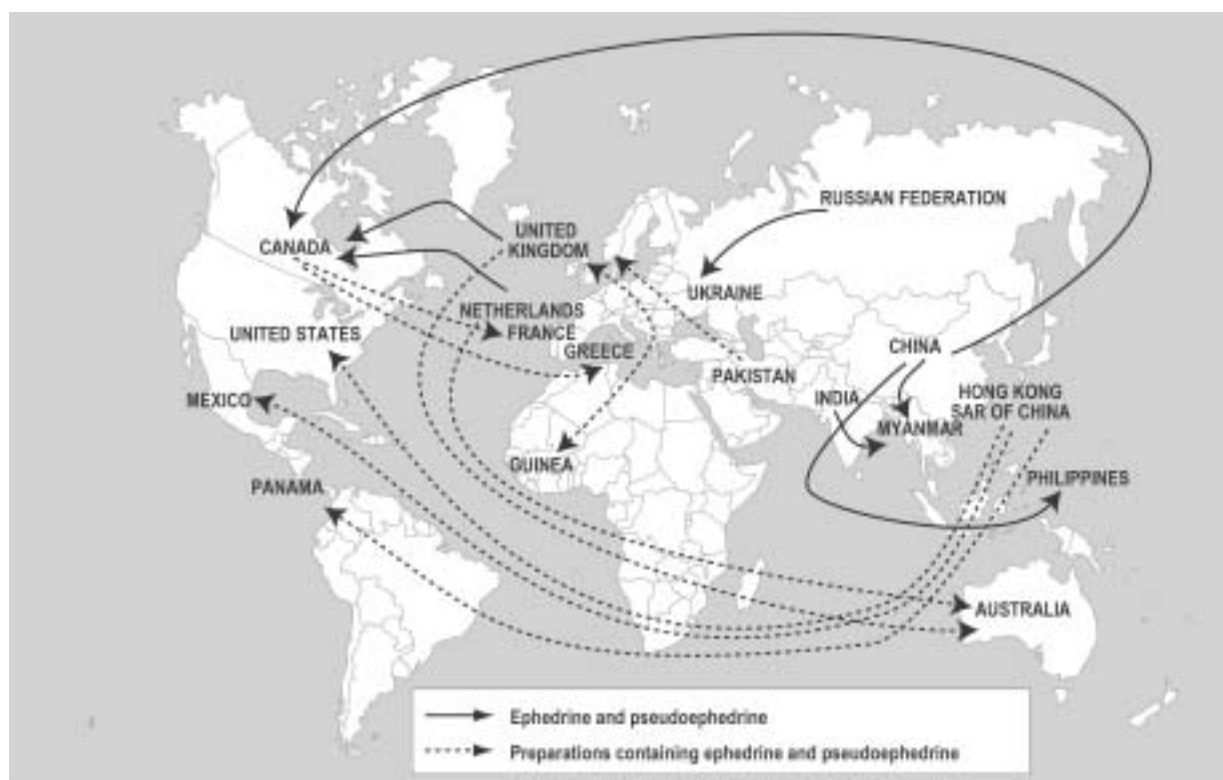 RUSSIAN FEDERATION
UNITED
KINGDOM
CANADA
UKRAINE
NETHERLANDS
UNITED STATES
FRANCE
GREECE
CHINA
PAKISTAN
INDIA
HONG KONG
SAR OF CHINA
MEXICO
MYANMAR
GUINEA
PANAMA
PHILIPPINES
AUSTRALIA
Ephedrine and pseudoephedrine
Preparations containing ephedrine and pseudoephedrine